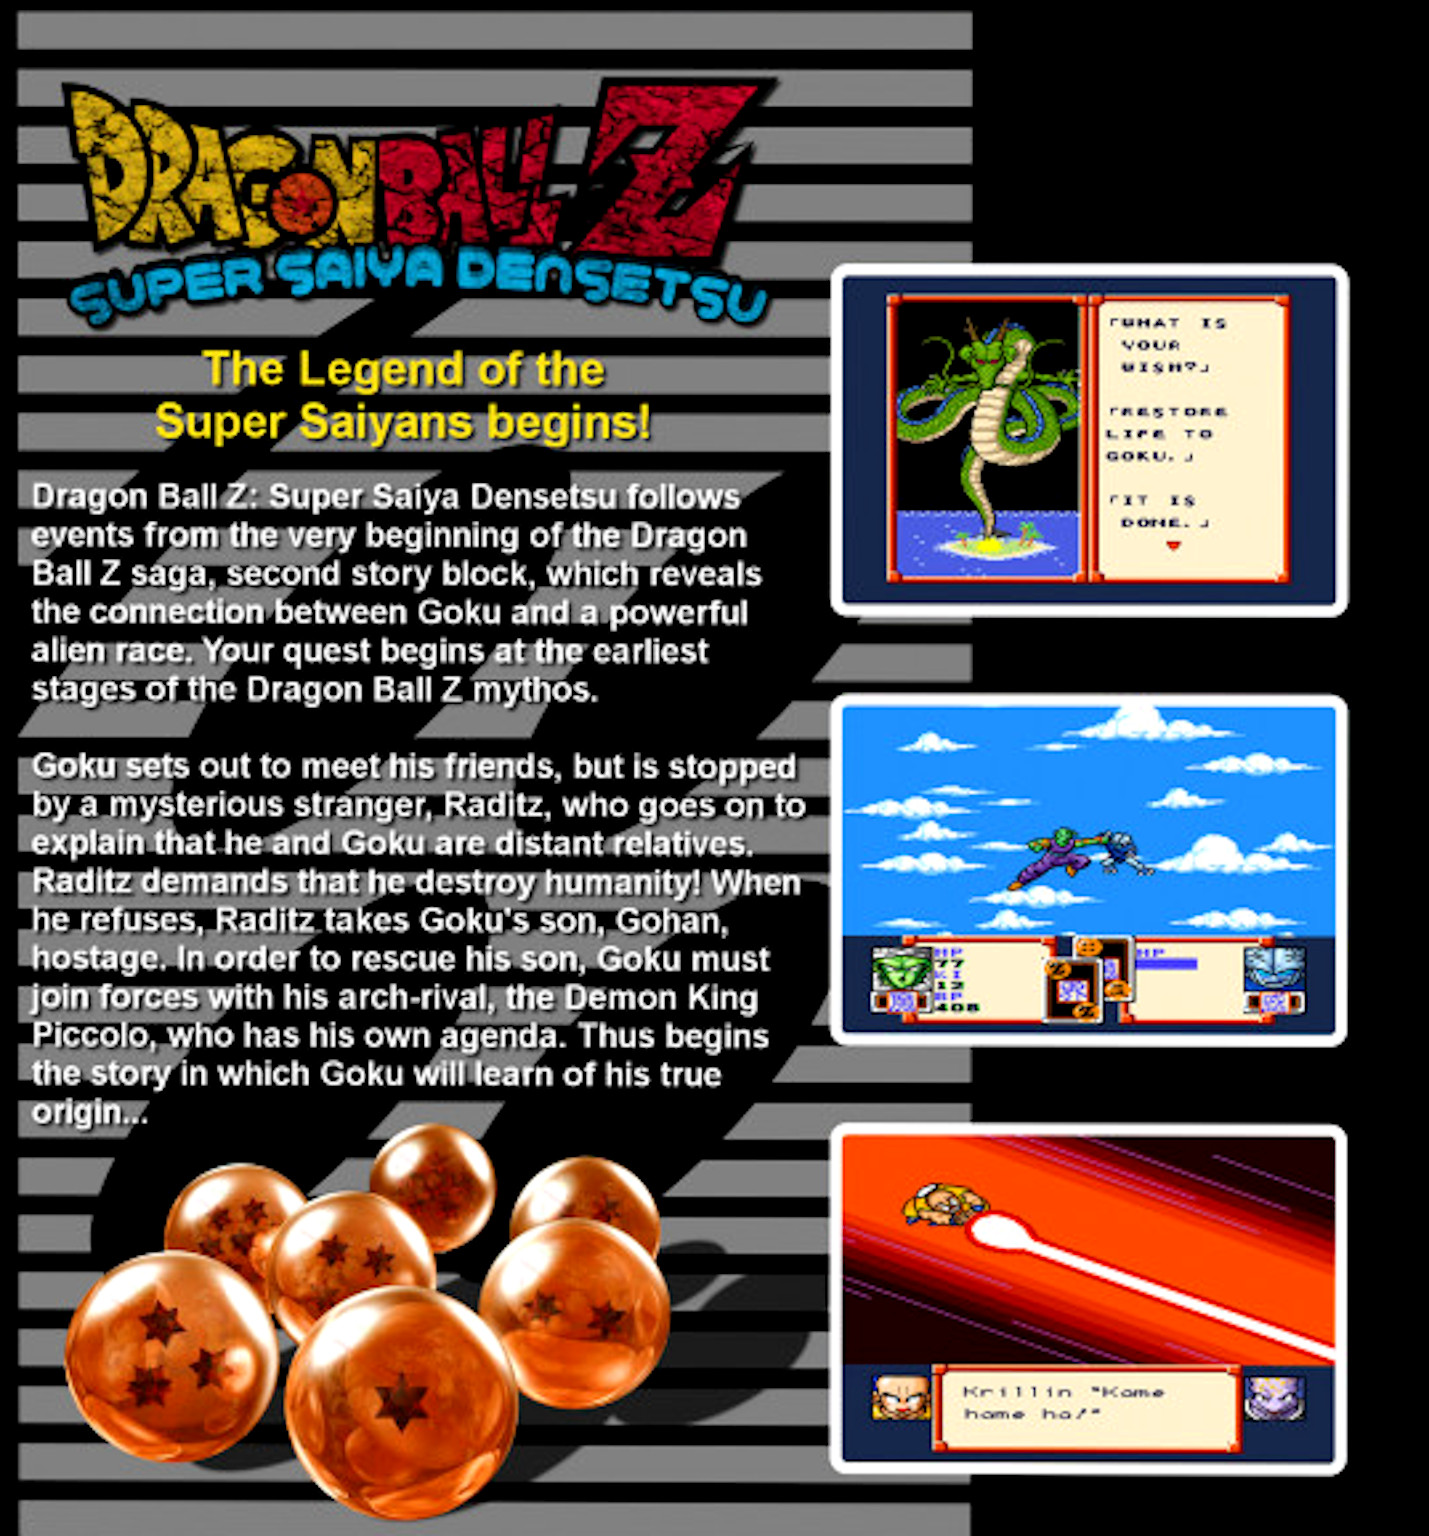 DRAGON BALL Z
SUPER SAIYA DENSETSU
The Legend of the
Super Saiyans begins!
Dragon Ball Z: Super Saiya Densetsu follows
events from the very beginning of the Dragon
Ball Z saga, second story block, which reveals
the connection between Goku and a powerful
alien race. Your quest begins at the earliest
stages of the Dragon Ball Z mythos.
Goku sets out to meet his friends, but is stopped
by a mysterious stranger, Raditz, who goes on to
explain that he and Goku are distant relatives.
Raditz demands that he destroy humanity! When
he refuses, Raditz takes Goku's son, Gohan,
hostage. In order to rescue his son, Goku must
join forces with his arch-rival, the Demon King
Piccolo, who has his own agenda. Thus begins
the story in which Goku will learn of his true
origin...
「WHAT IS
YOUR
WISH?」
「RESTORE
LIFE TO
GOKU.」
「IT IS
DONE.」
HP
77
KI
12
BP
408
HP
Z
Z
Krillin "Kame
hame ha!"